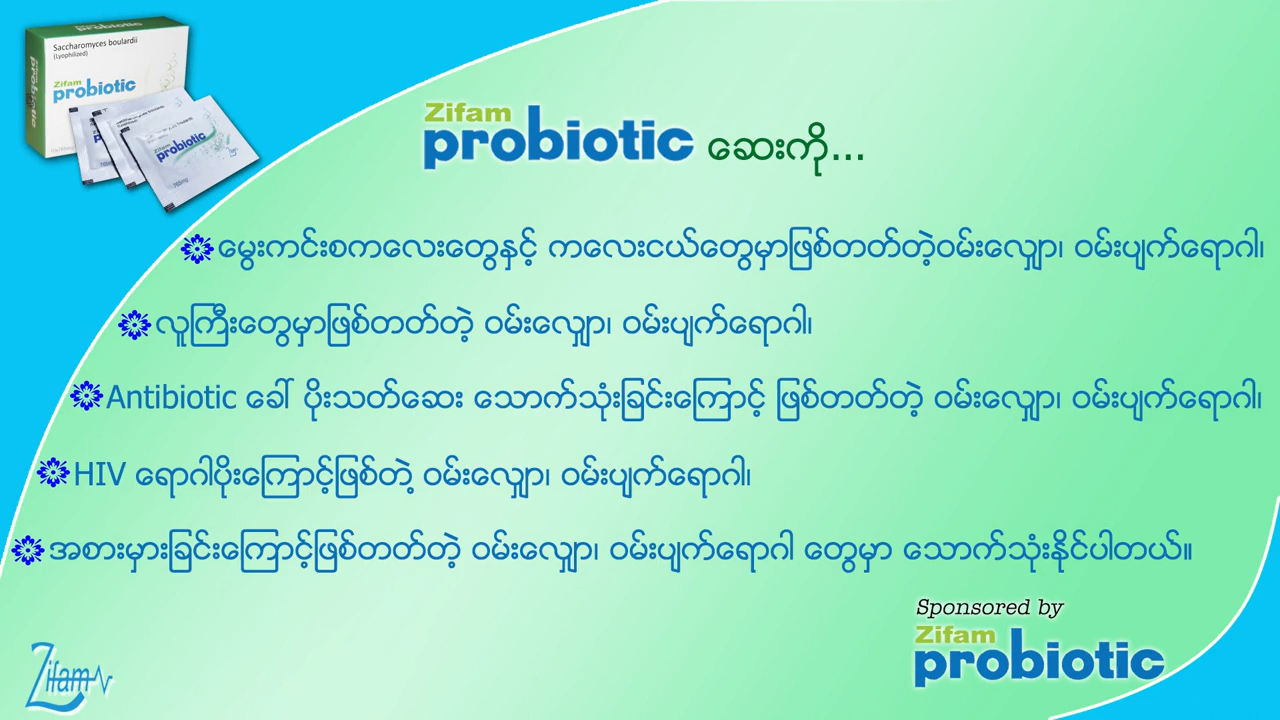 Saccharomyces boulardii
(Lyophilized)
Zifam
probiotic
Zifam
probiotic ဆေးကို...
မွေးကင်းစကလေးတွေနှင့် ကလေးငယ်တွေမှာဖြစ်တတ်တဲ့ဝမ်းလျှော၊ ဝမ်းပျက်ရောဂါ၊
လူကြီးတွေမှာဖြစ်တတ်တဲ့ ဝမ်းလျှော၊ ဝမ်းပျက်ရောဂါ၊
Antibiotic ခေါ် ပိုးသတ်ဆေး သောက်သုံးခြင်းကြောင့် ဖြစ်တတ်တဲ့ ဝမ်းလျှော၊ ဝမ်းပျက်ရောဂါ၊
HIV ရောဂါပိုးကြောင့်ဖြစ်တဲ့ ဝမ်းလျှော၊ ဝမ်းပျက်ရောဂါ၊
အစားမှားခြင်းကြောင့်ဖြစ်တတ်တဲ့ ဝမ်းလျှော၊ ဝမ်းပျက်ရောဂါ တွေမှာ သောက်သုံးနိုင်ပါတယ်။
Sponsored by
Zifam
probiotic
Zifam